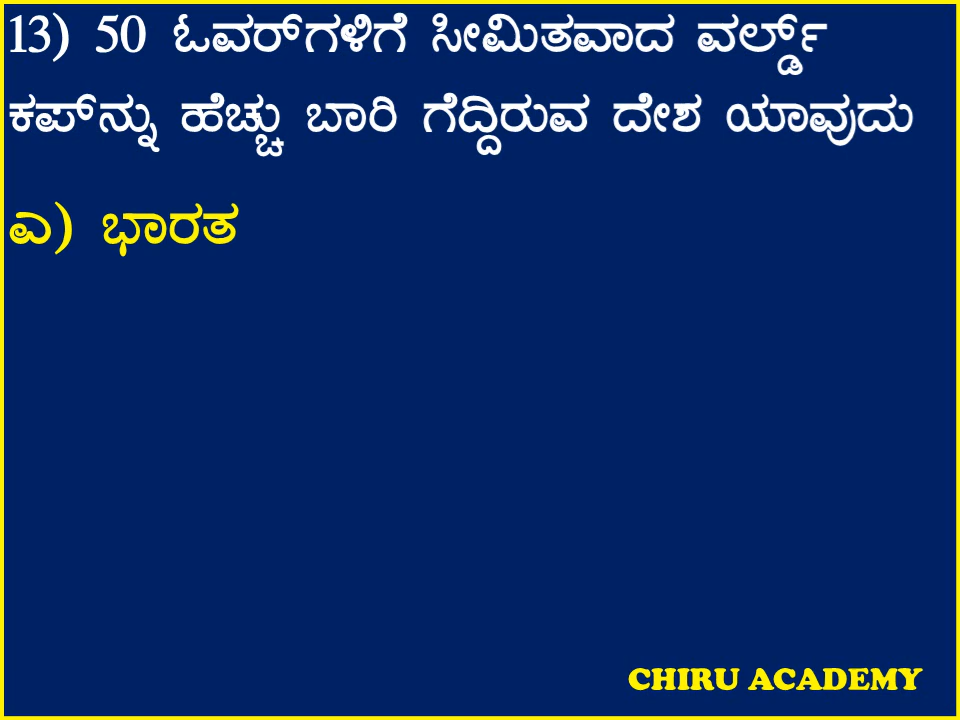 13) 50 ಓವರ್‌ಗಳಿಗೆ ಸೀಮಿತವಾದ ವರ್ಲ್ಡ್ಡ್
ಕಪ್‌ನ್ನು ಹೆಚ್ಚು ಬಾರಿ ಗೆದ್ದಿರುವ ದೇಶ ಯಾವುದು
ಎ) ಭಾರತ
CHIRU ACADEMY